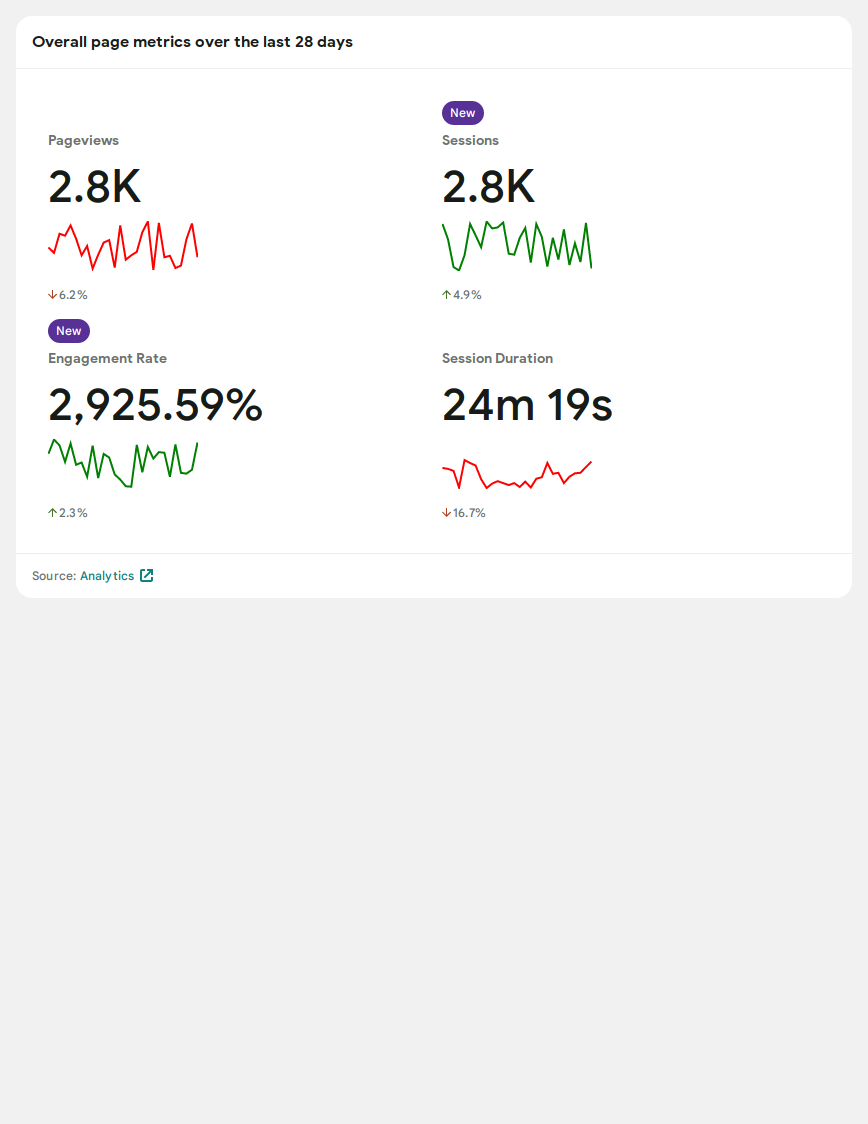 Overall page metrics over the last 28 days
Pageviews
2.8K
6.2%
New
Sessions
2.8K
4.9%
New
Engagement Rate
2,925.59%
2.3%
Session Duration
24m 19s
16.7%
Source: Analytics